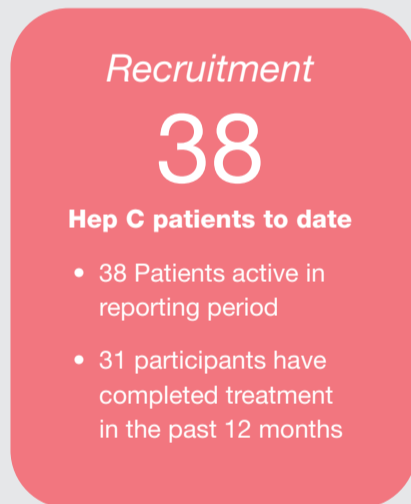 Recruitment
38
Hep C patients to date
• 38 Patients active in
reporting period
• 31 participants have
completed treatment
in the past 12 months